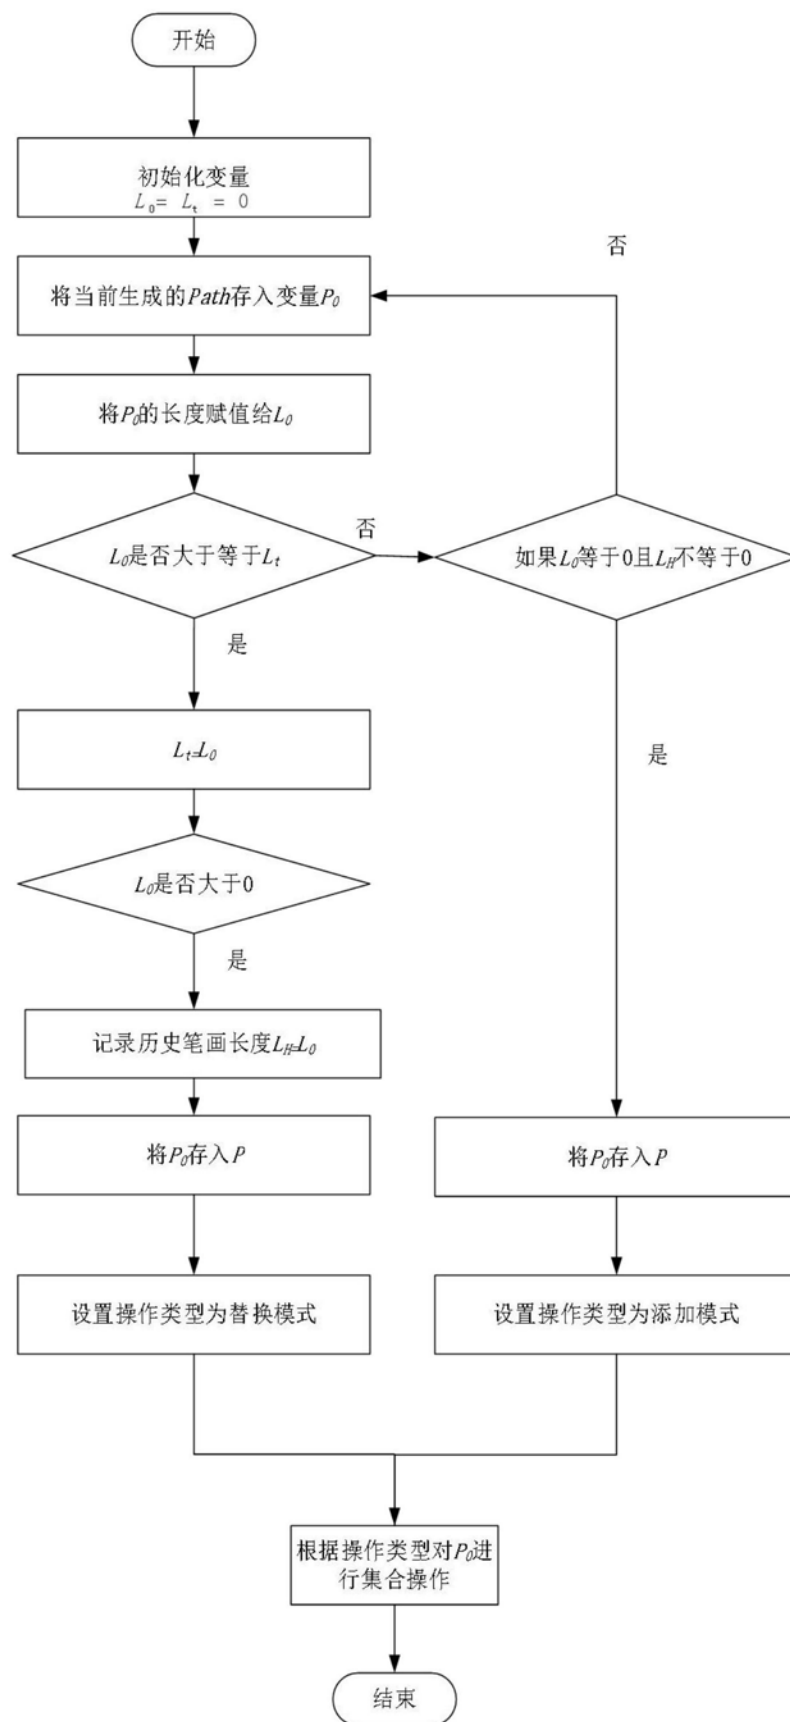 开始
初始化变量
L₀= Lₜ = 0
否
将当前生成的Path存入变量P₀
将P₀的长度赋值给L₀
否
L₀是否大于等于Lₜ
如果L₀等于0且L_H不等于0
是
Lₜ=L₀
是
L₀是否大于0
是
记录历史笔画长度L_H=L₀
将P₀存入P
将P₀存入P
设置操作类型为替换模式
设置操作类型为添加模式
根据操作类型对P₀进
行集合操作
结束